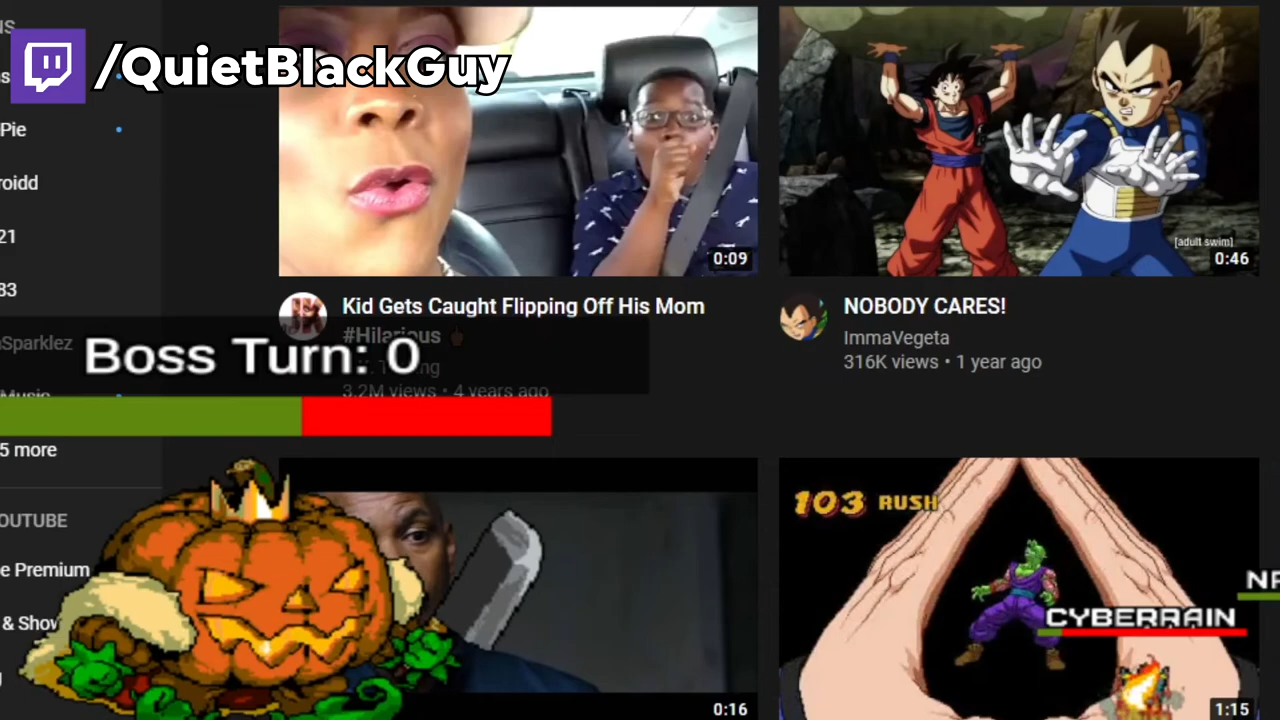 /QuietBlackGuy
Pie
roidd
21
0:09
[adult swim]
0:46
83
Kid Gets Caught Flipping Off His Mom
#Hilarious
NOBODY CARES!
Sparklez
ImmaVegeta
Boss Turn: 0
316K views • 1 year ago
3.2M views • 4 years ago
5 more
103 RUSH
OUTUBE
e Premium
CYBERRAIN
& Show
0:16
1:15